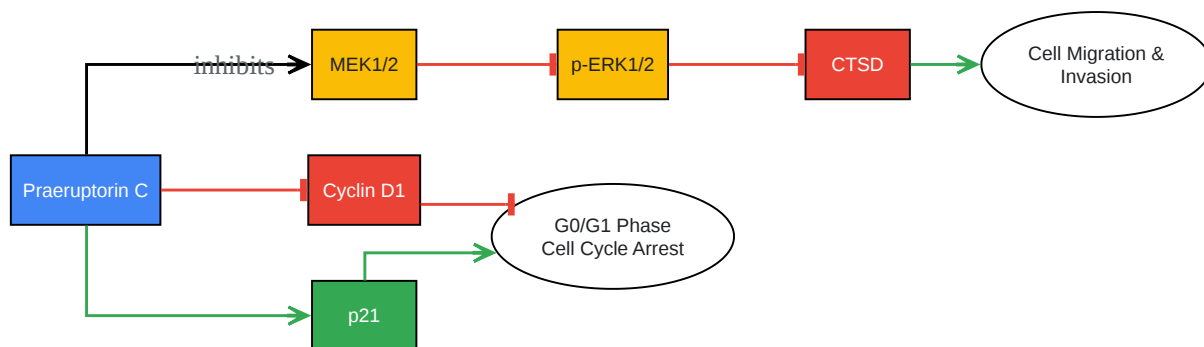 inhibits
MEK1/2
p-ERK1/2
CTSD
Cell Migration &
Invasion
Praeruptorin C
Cyclin D1
G0/G1 Phase
Cell Cycle Arrest
p21